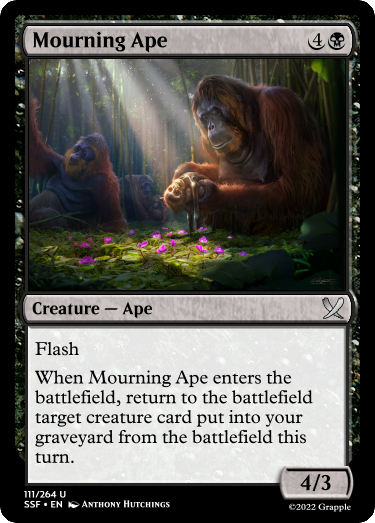 Mourning Ape 4
Creature — Ape
Flash
When Mourning Ape enters the
battlefield, return to the battlefield
target creature card put into your
graveyard from the battlefield this
turn.
4/3
111/264 U
SSF • EN Anthony Hutchings
©2022 Grapple